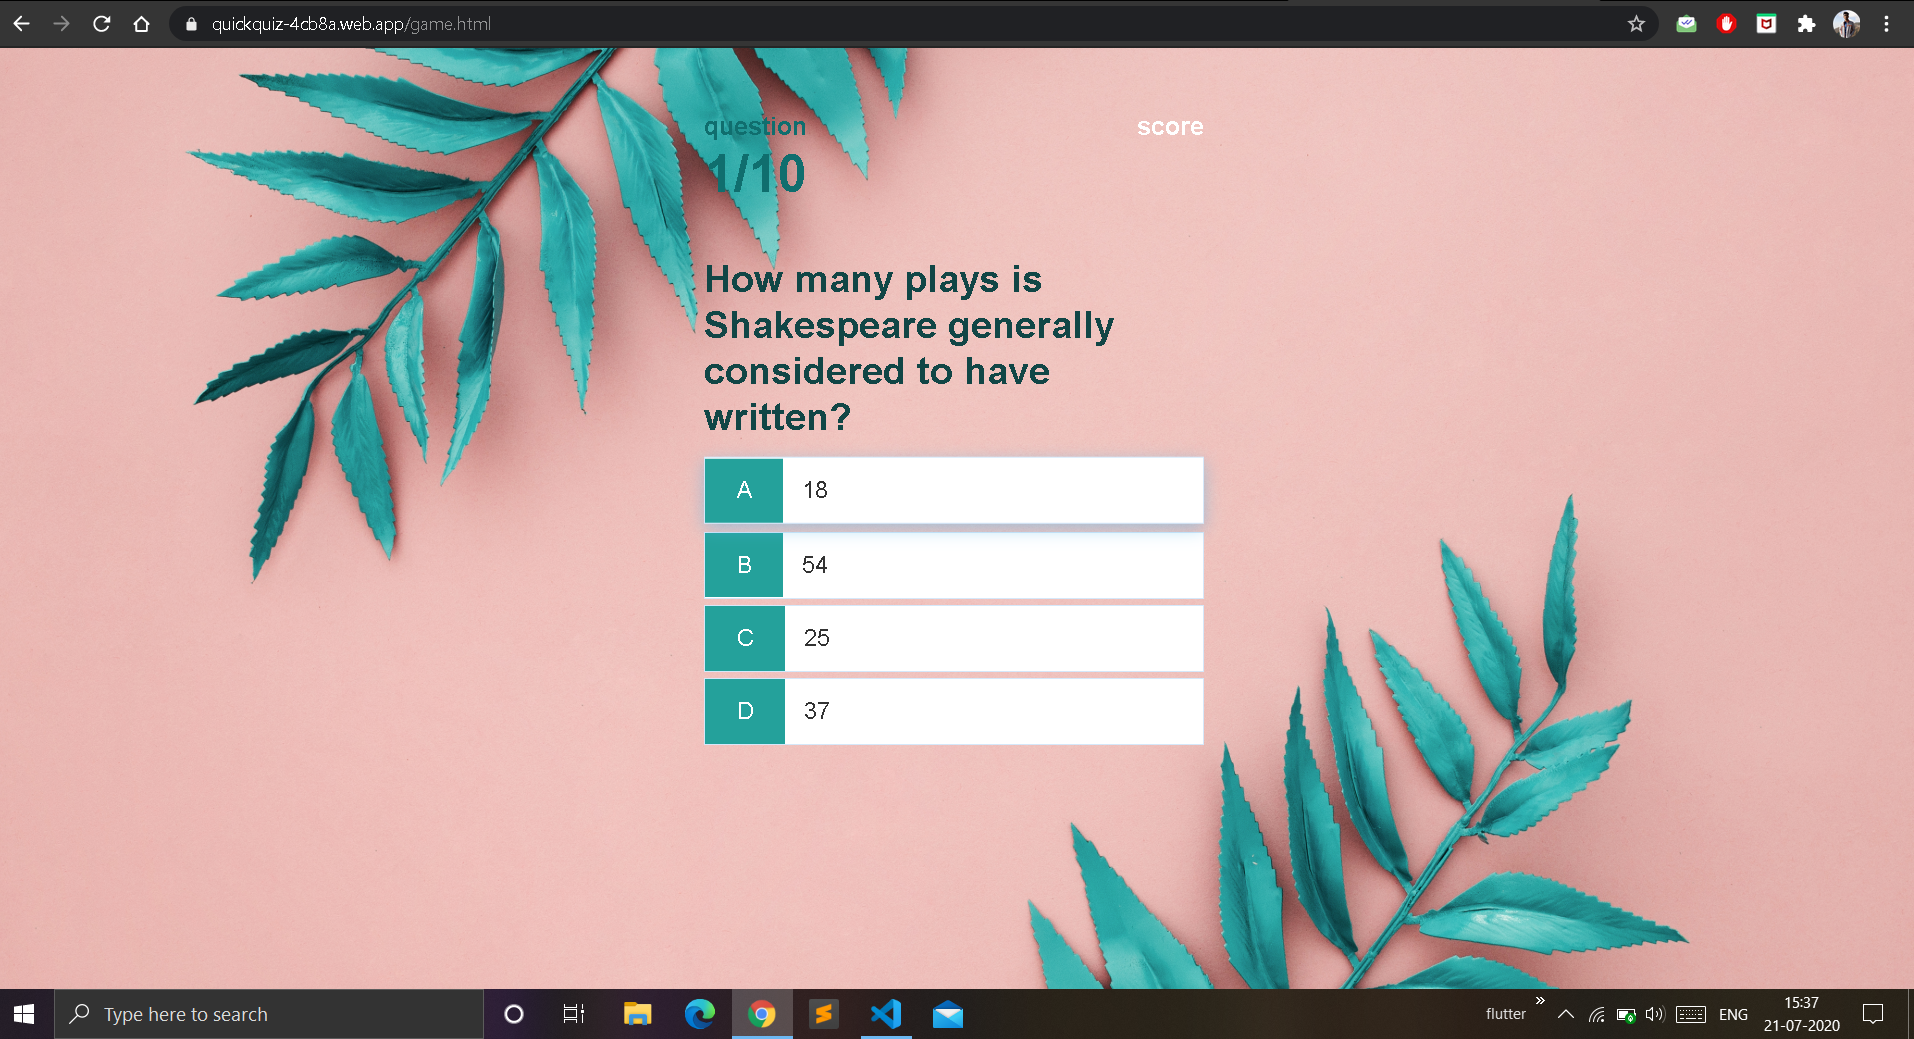 quickquiz-4cb8a.web.app/game.html
question
score
1/10
How many plays is
Shakespeare generally
considered to have
written?
A 18
B 54
C 25
D 37
Type here to search
flutter
»
ENG
15:37
21-07-2020